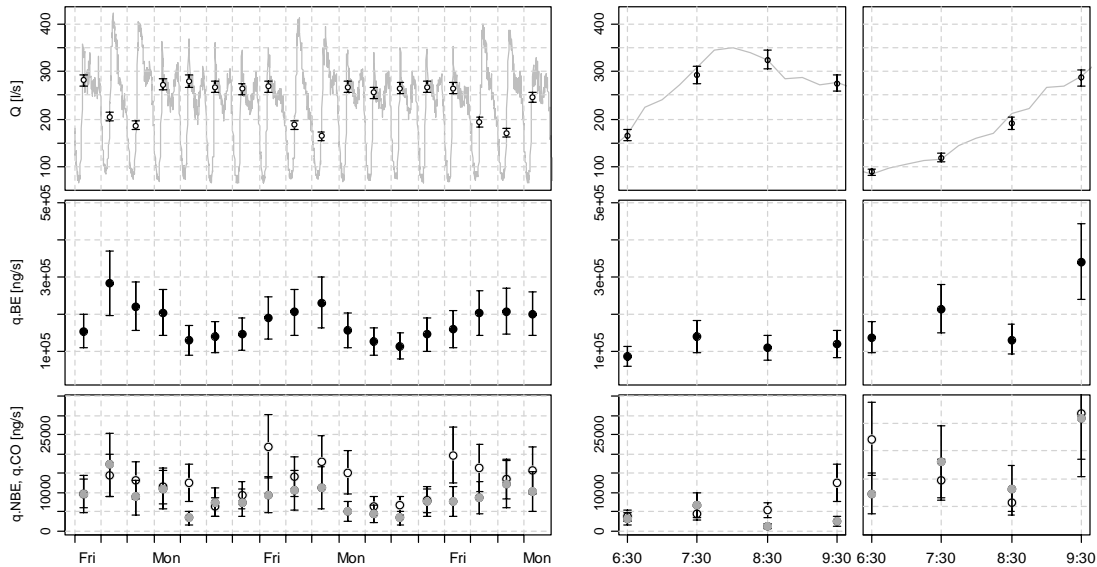 Q [l/s]
400
300
200
100
400
300
200
100
q,BE [ng/s]
5e+05
3e+05
1e+05
5e+05
3e+05
1e+05
q,NBE, q,CO [ng/s]
25000
10000
0
25000
10000
0
Fri Mon Fri Mon Fri Mon
6:30 7:30 8:30 9:30
6:30 7:30 8:30 9:30